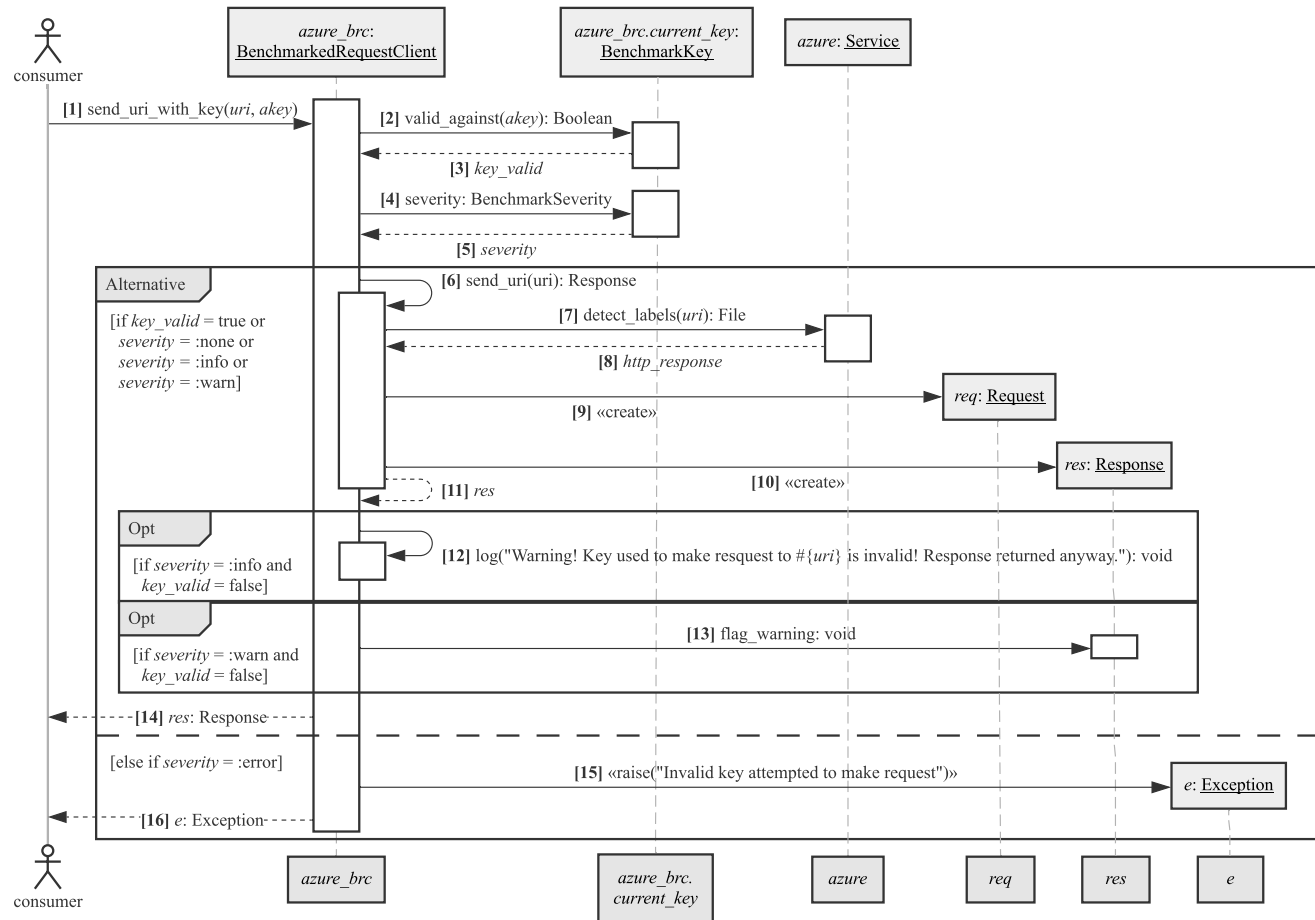 consumer
azure_brc:
BenchmarkedRequestClient
azure_brc.current_key:
BenchmarkKey
azure: Service
[1] send_uri_with_key(uri, akey)
[2] valid_against(akey): Boolean
[3] key_valid
[4] severity: BenchmarkSeverity
[5] severity
Alternative
[if key_valid = true or
severity = :none or
severity = :info or
severity = :warn]
[6] send_uri(uri): Response
[7] detect_labels(uri): File
[8] http_response
[9] «create»
req: Request
[10] «create»
res: Response
[11] res
Opt
[if severity = :info and
key_valid = false]
[12] log("Warning! Key used to make resquest to #{uri} is invalid! Response returned anyway."): void
Opt
[if severity = :warn and
key_valid = false]
[13] flag_warning: void
[14] res: Response
[else if severity = :error]
[15] «raise("Invalid key attempted to make request")»
e: Exception
[16] e: Exception
consumer
azure_brc
azure_brc.
current_key
azure
req
res
e